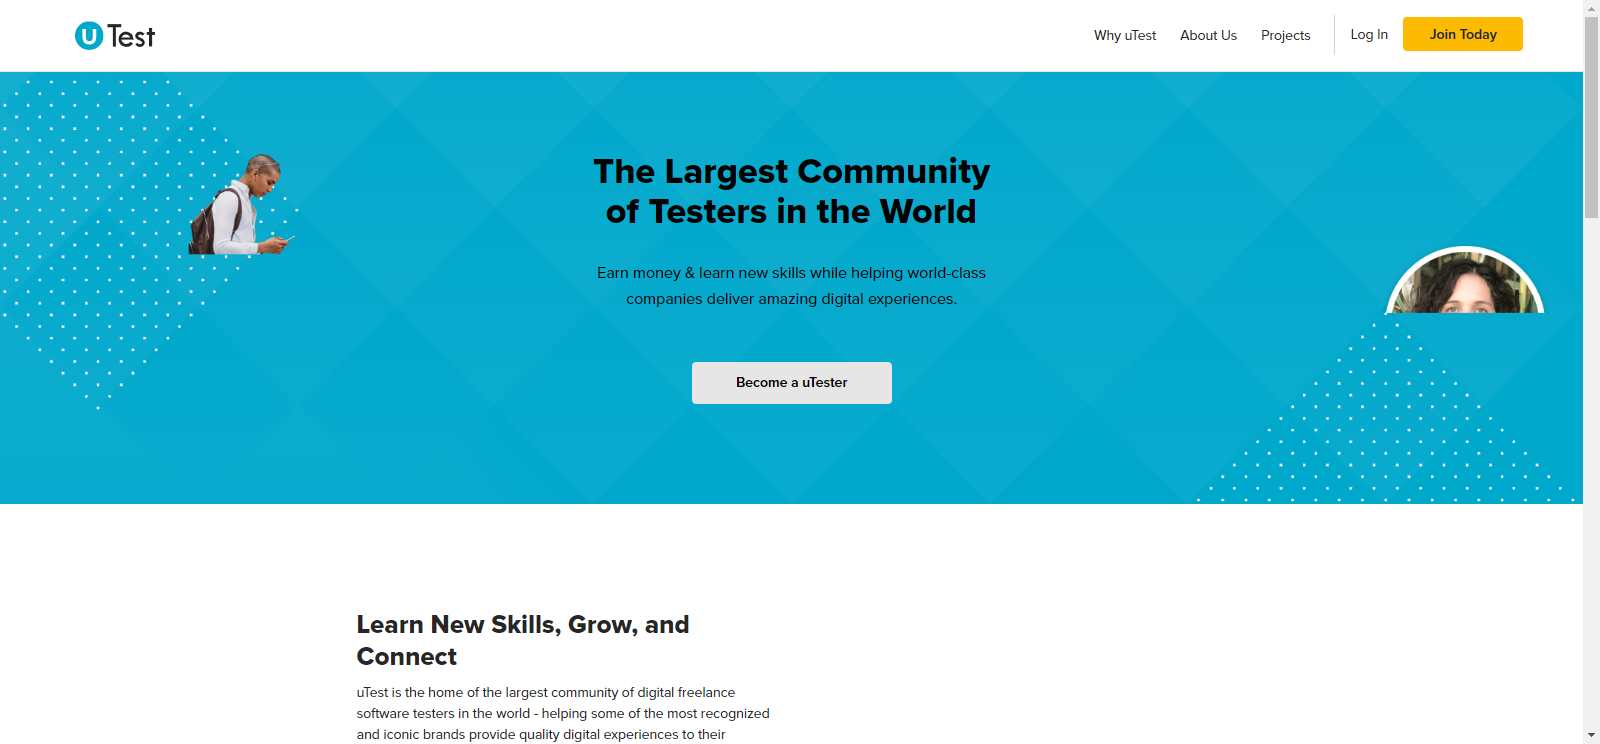 uTest
Why uTest
About Us
Projects
Log In
Join Today
The Largest Community
of Testers in the World
Earn money & learn new skills while helping world-class
companies deliver amazing digital experiences.
Become a uTester
Learn New Skills, Grow, and
Connect
uTest is the home of the largest community of digital freelance
software testers in the world - helping some of the most recognized
and iconic brands provide quality digital experiences to their